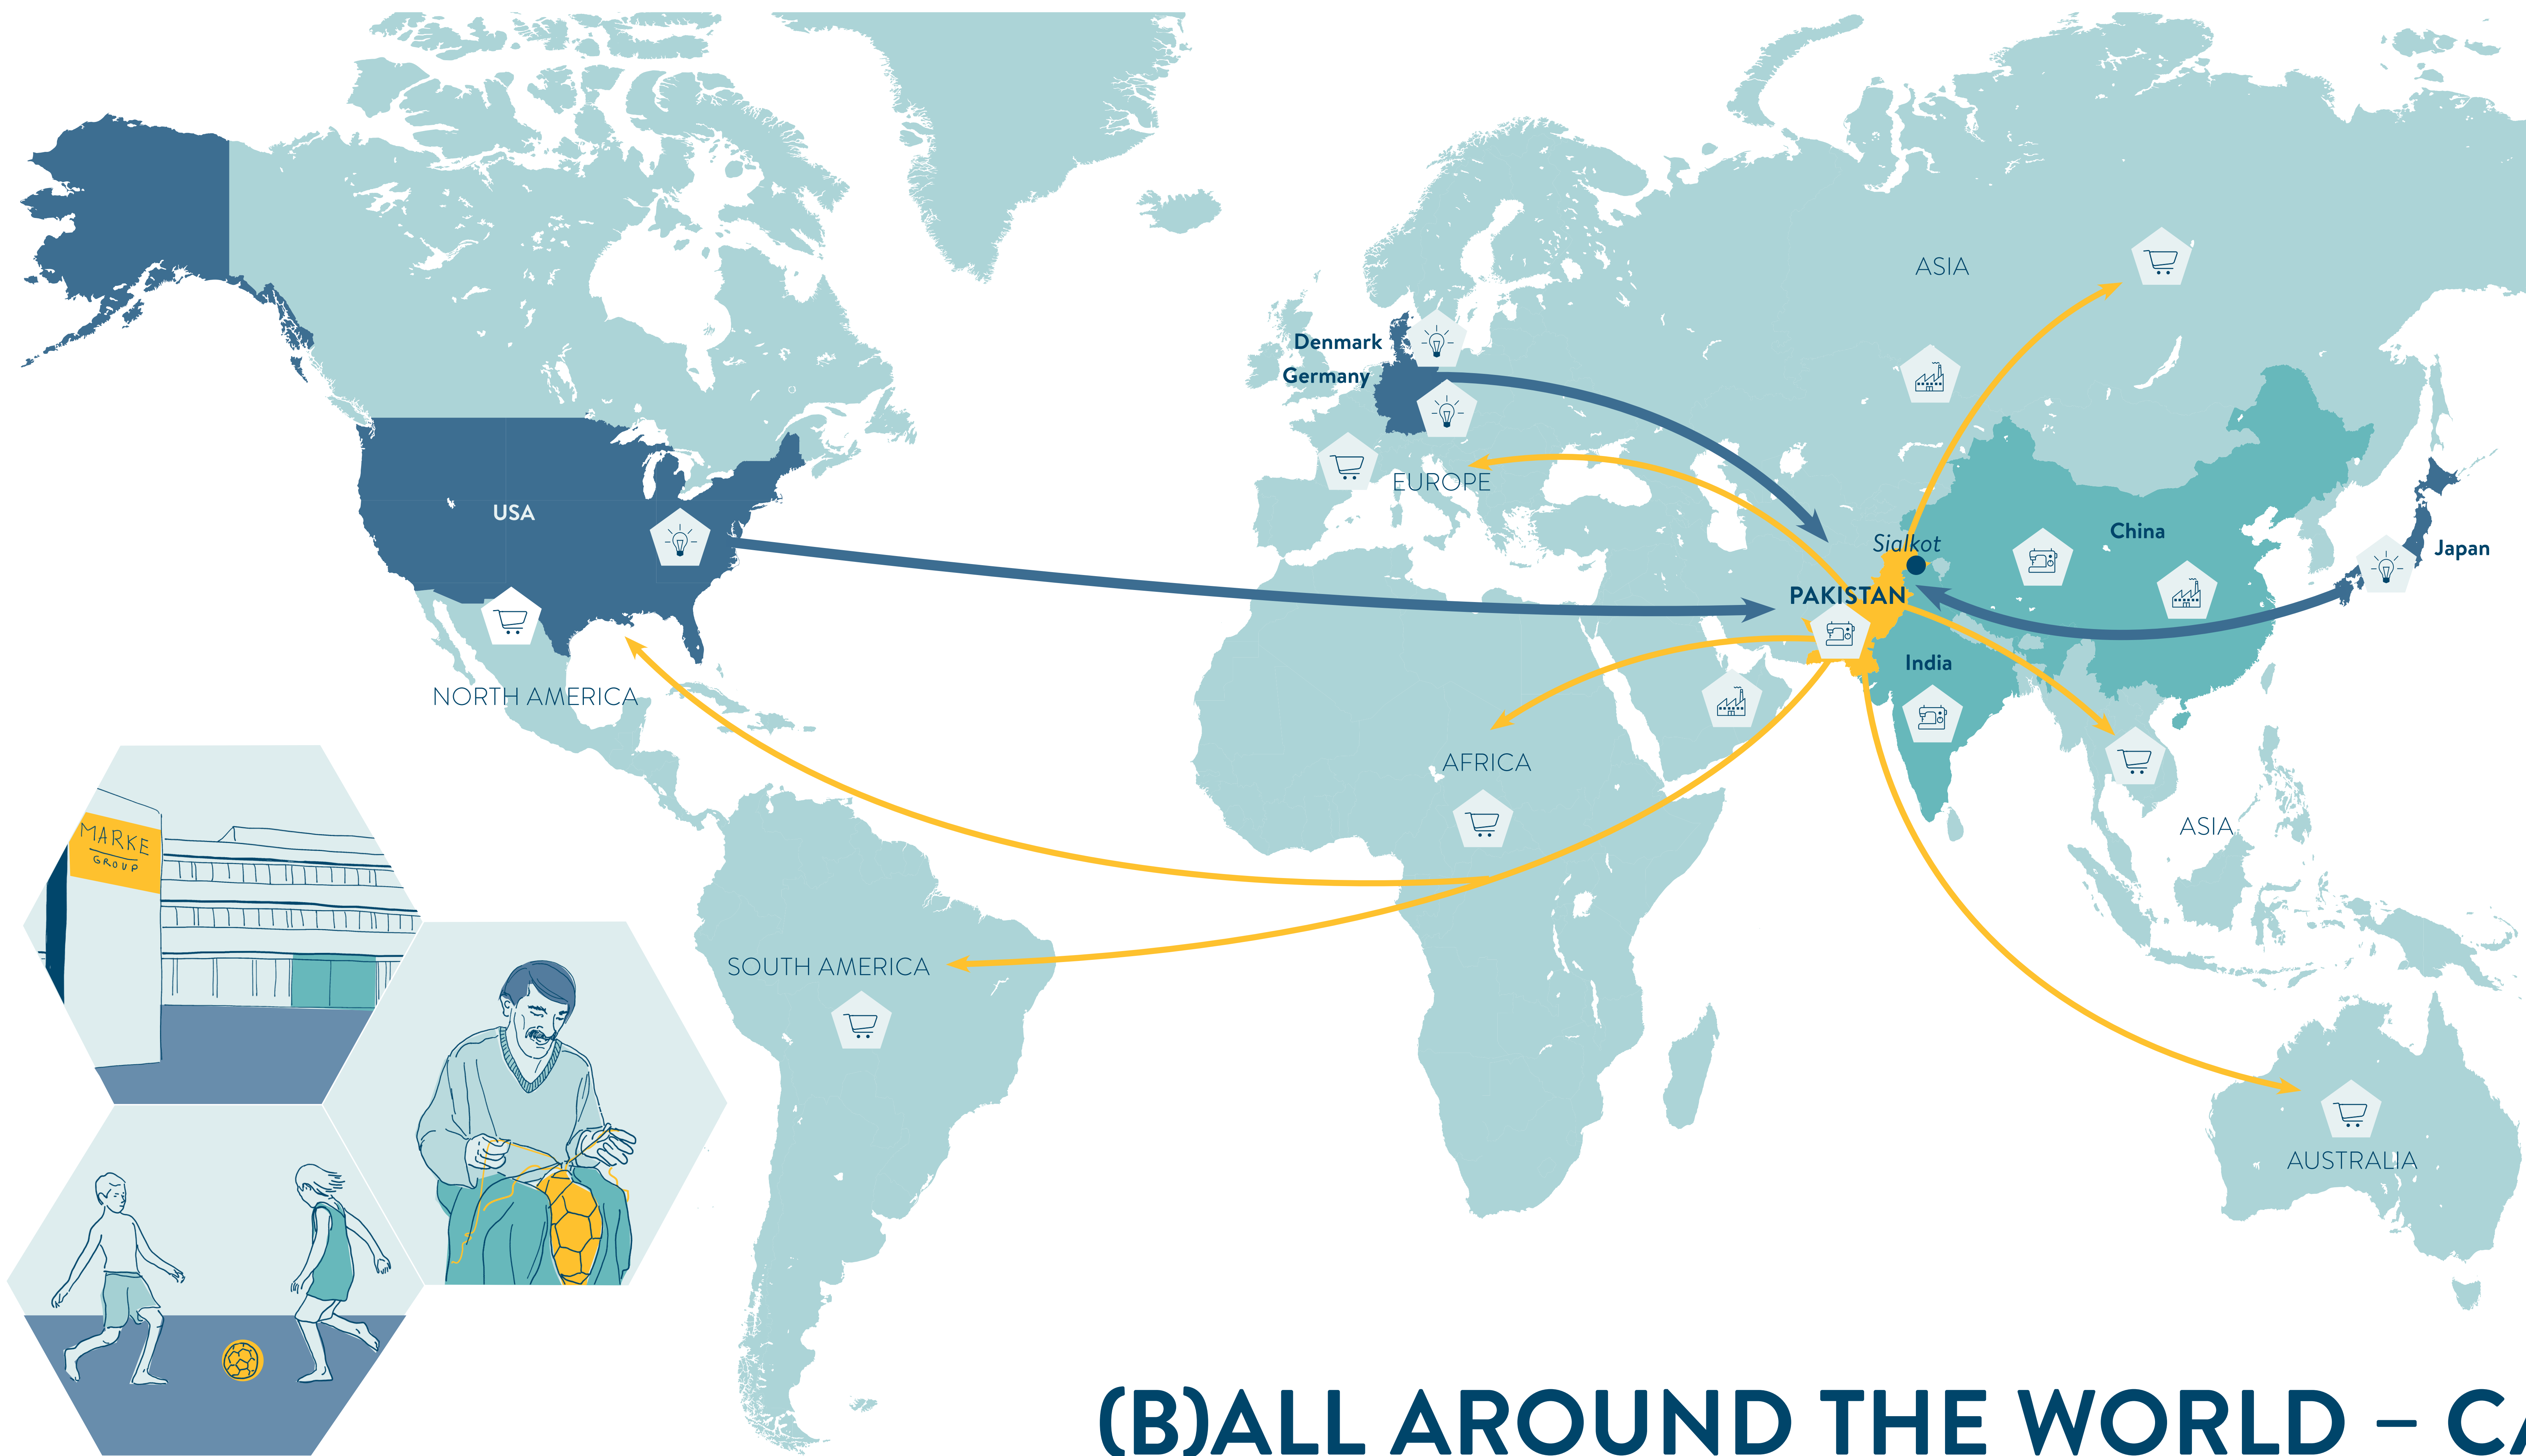 ASIA
Denmark
Germany
EUROPE
USA
Sialkot
China
Japan
PAKISTAN
India
NORTH AMERICA
AFRICA
ASIA
MARKE
GROUP
SOUTH AMERICA
AUSTRALIA
(B)ALL AROUND THE WORLD – CA